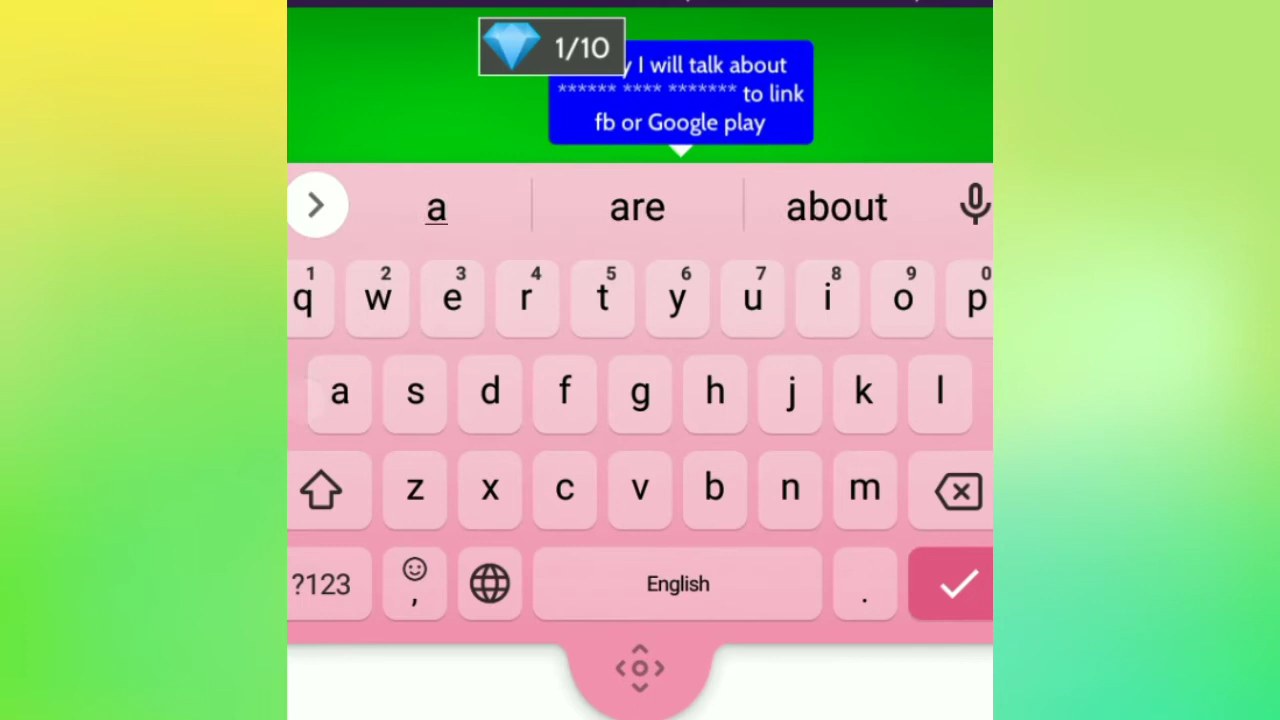 1/10
y I will talk about
****** **** ******* to link
fb or Google play
a are about
1 2 3 4 5 6 7 8 9 0
q w e r t y u i o p
a s d f g h j k l
z x c v b n m
?123 , English .